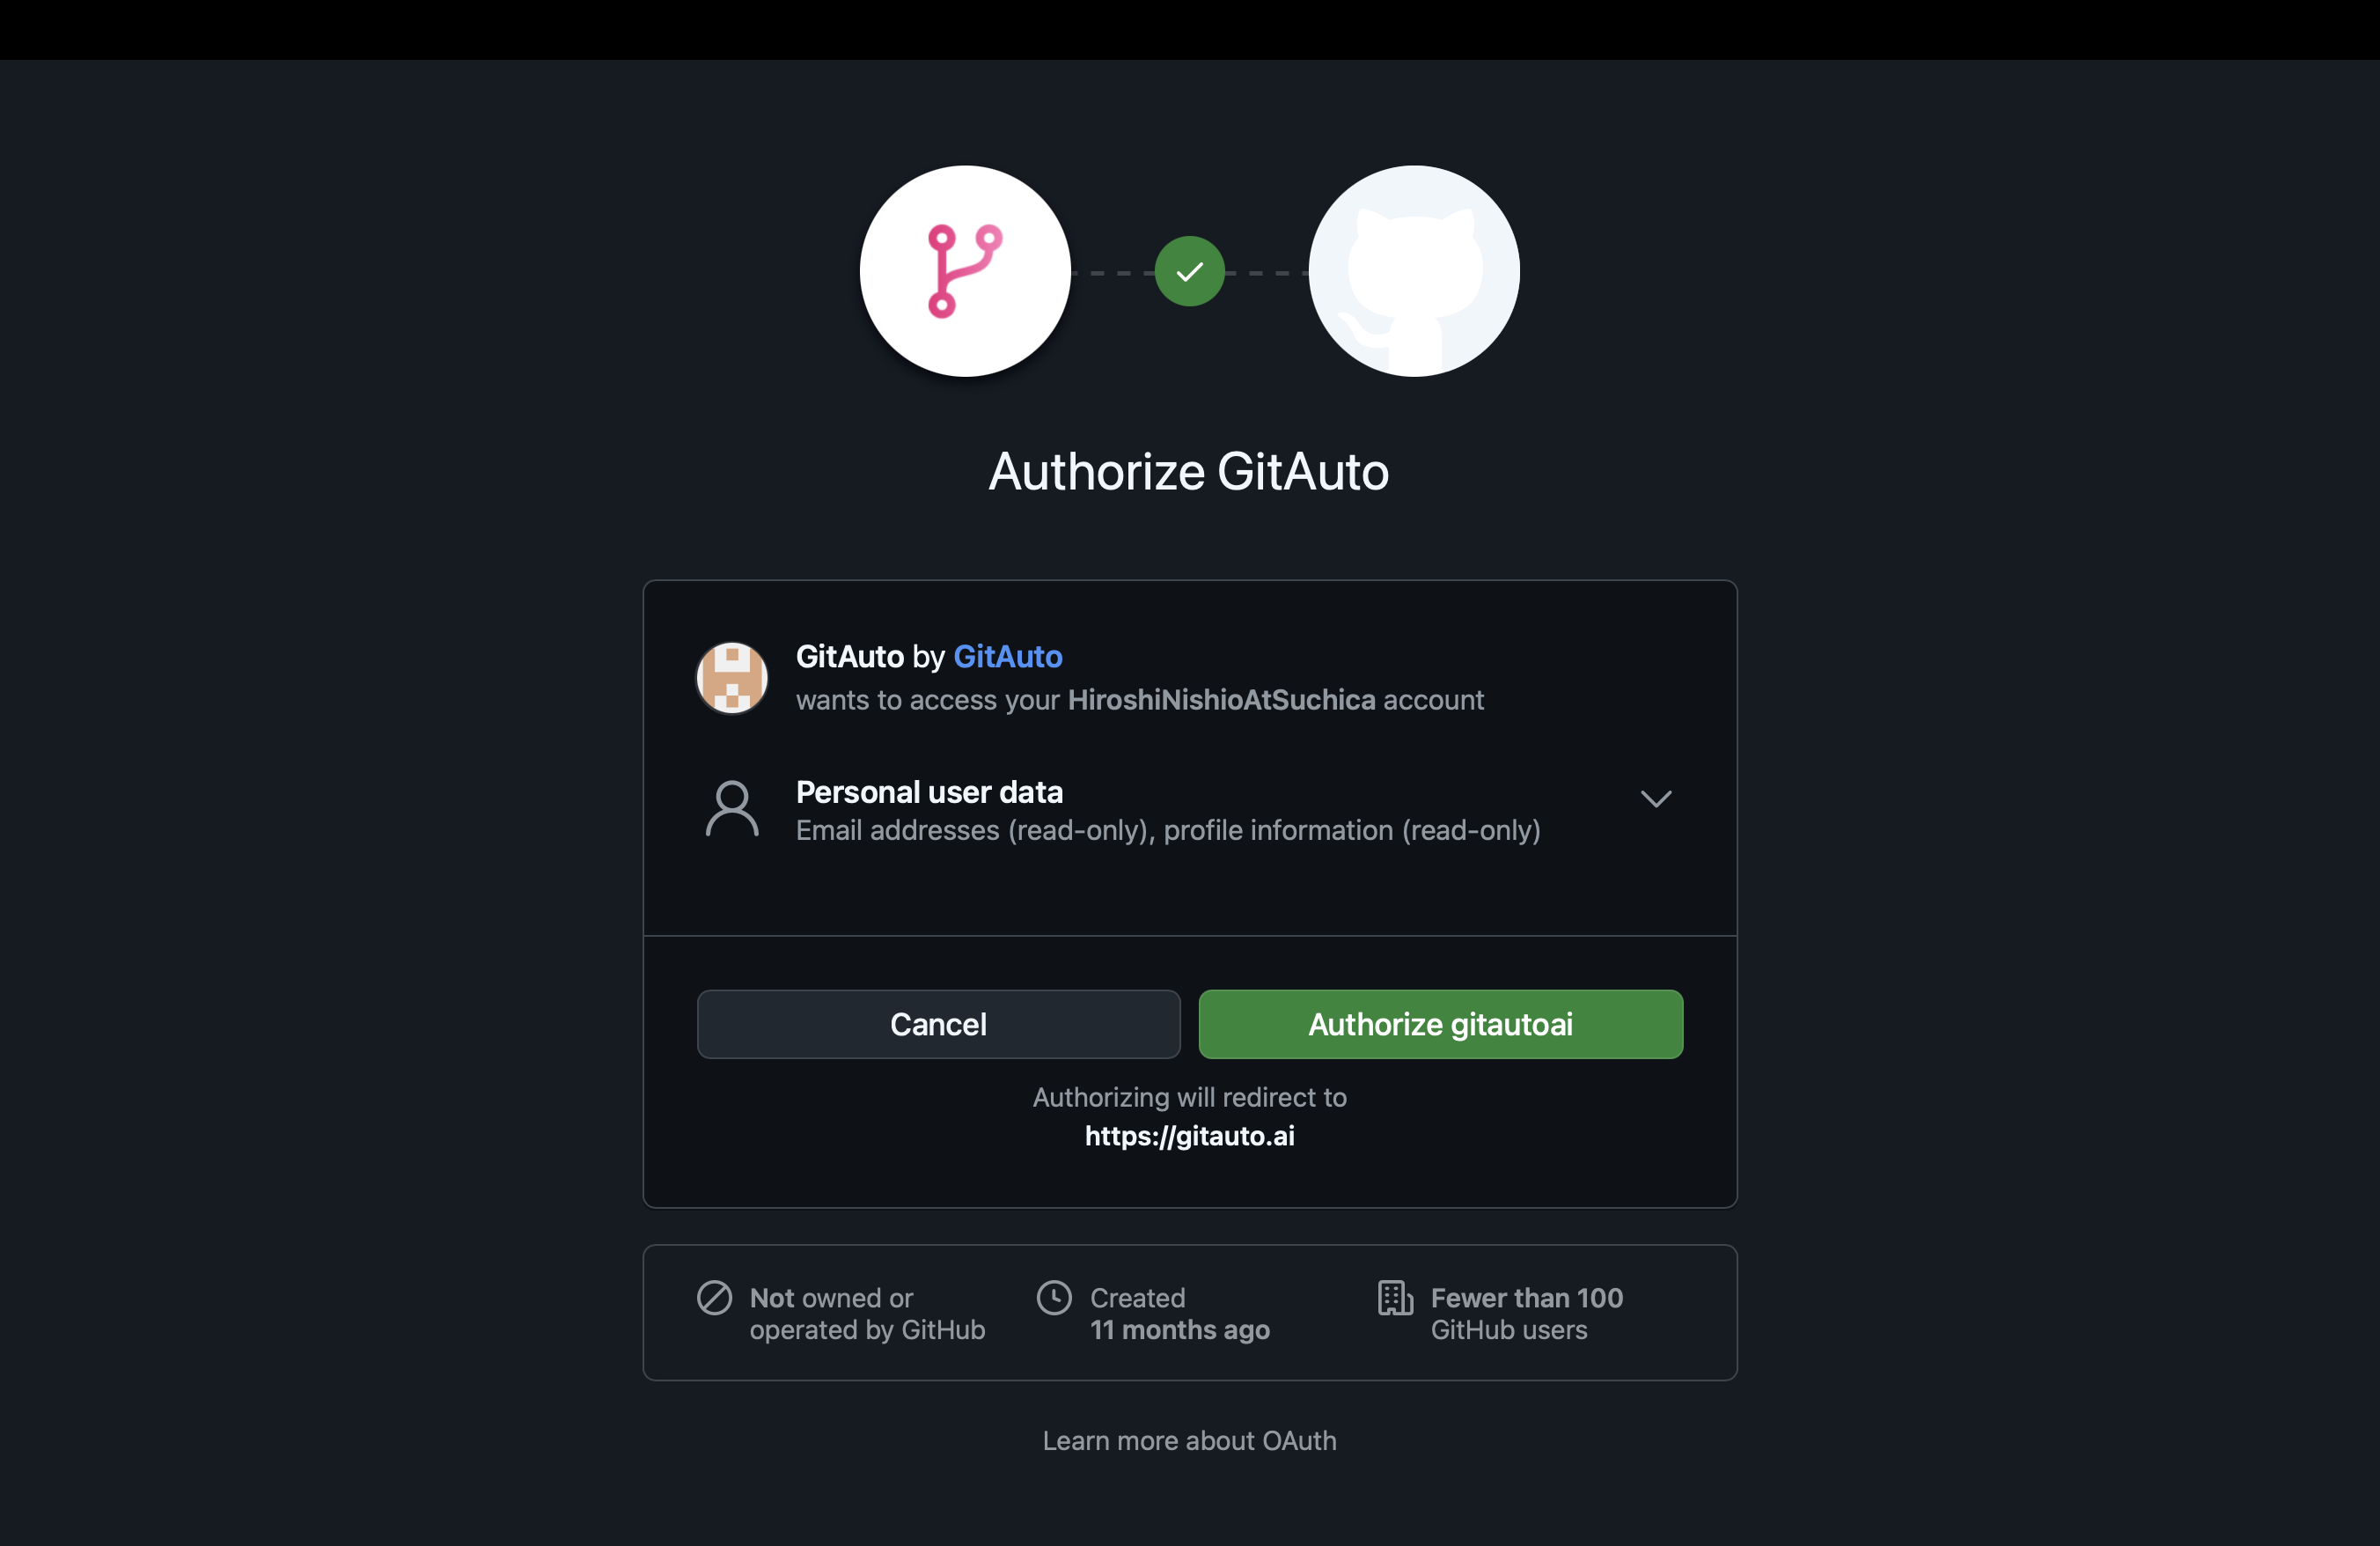 Authorize GitAuto
GitAuto by GitAuto
wants to access your HiroshiNishioAtSuchica account
Personal user data
Email addresses (read-only), profile information (read-only)
Cancel
Authorize gitautoai
Authorizing will redirect to
https://gitauto.ai
Not owned or
operated by GitHub
Created
11 months ago
Fewer than 100
GitHub users
Learn more about OAuth